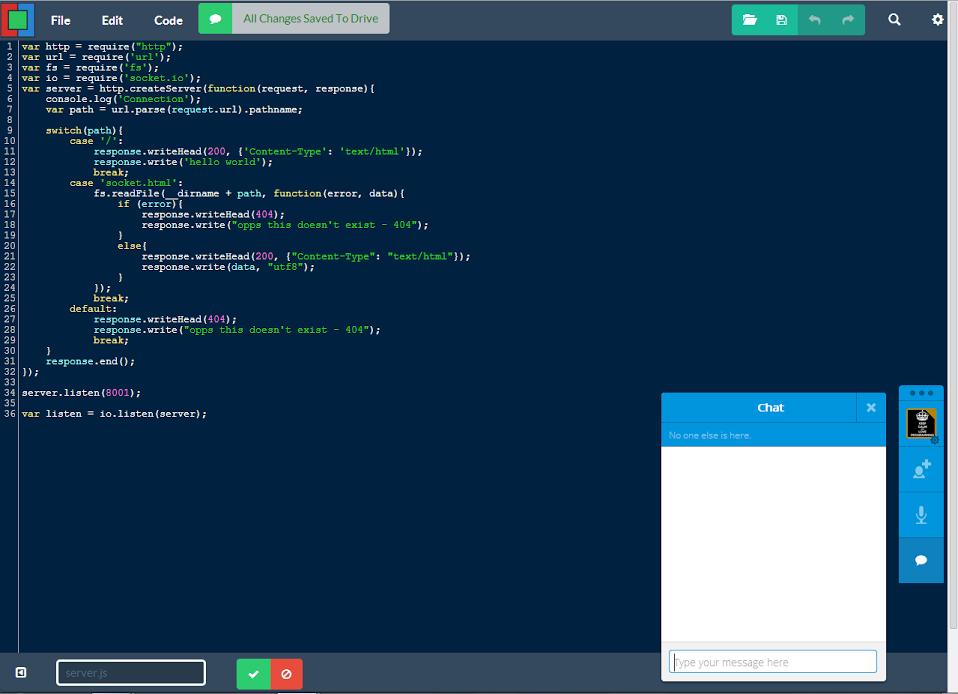 File Edit Code All Changes Saved To Drive
1 var http = require("http");
2 var url = require('url');
3 var fs = require('fs');
4 var io = require('socket.io');
5 var server = http.createServer(function(request, response){
6     console.log('Connection');
7     var path = url.parse(request.url).pathname;
8
9     switch(path){
10         case '/':
11             response.writeHead(200, {'Content-Type': 'text/html'});
12             response.write('hello world');
13             break;
14         case 'socket.html':
15             fs.readFile(__dirname + path, function(error, data){
16                 if (error){
17                     response.writeHead(404);
18                     response.write("opps this doesn't exist - 404");
19                 }
20                 else{
21                     response.writeHead(200, {"Content-Type": "text/html"});
22                     response.write(data, "utf8");
23                 }
24             });
25             break;
26         default:
27             response.writeHead(404);
28             response.write("opps this doesn't exist - 404");
29             break;
30     }
31     response.end();
32 });
33
34 server.listen(8001);
35
36 var listen = io.listen(server);
Chat
No one else is here.
KEEP
CALM
AND
LOVE
PROGRAMMING
Type your message here
server.js